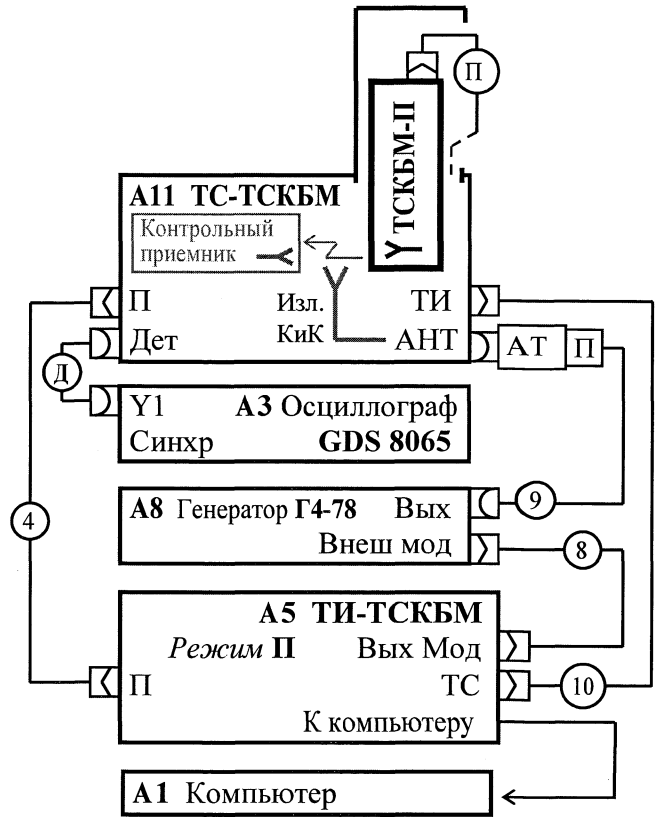 П
ТСКБМ-П
А11 ТС-ТСКБМ
Контрольный
приемник
П
Изл.
ТИ
КиК
Дет
АНТ
АТ
П
Д
Y1
А3 Осциллограф
Синхр
GDS 8065
А8 Генератор Г4-78
Вых
9
Внеш мод
8
4
А5 ТИ-ТСКБМ
Режим П
Вых Мод
П
ТС
10
К компьютеру
А1 Компьютер